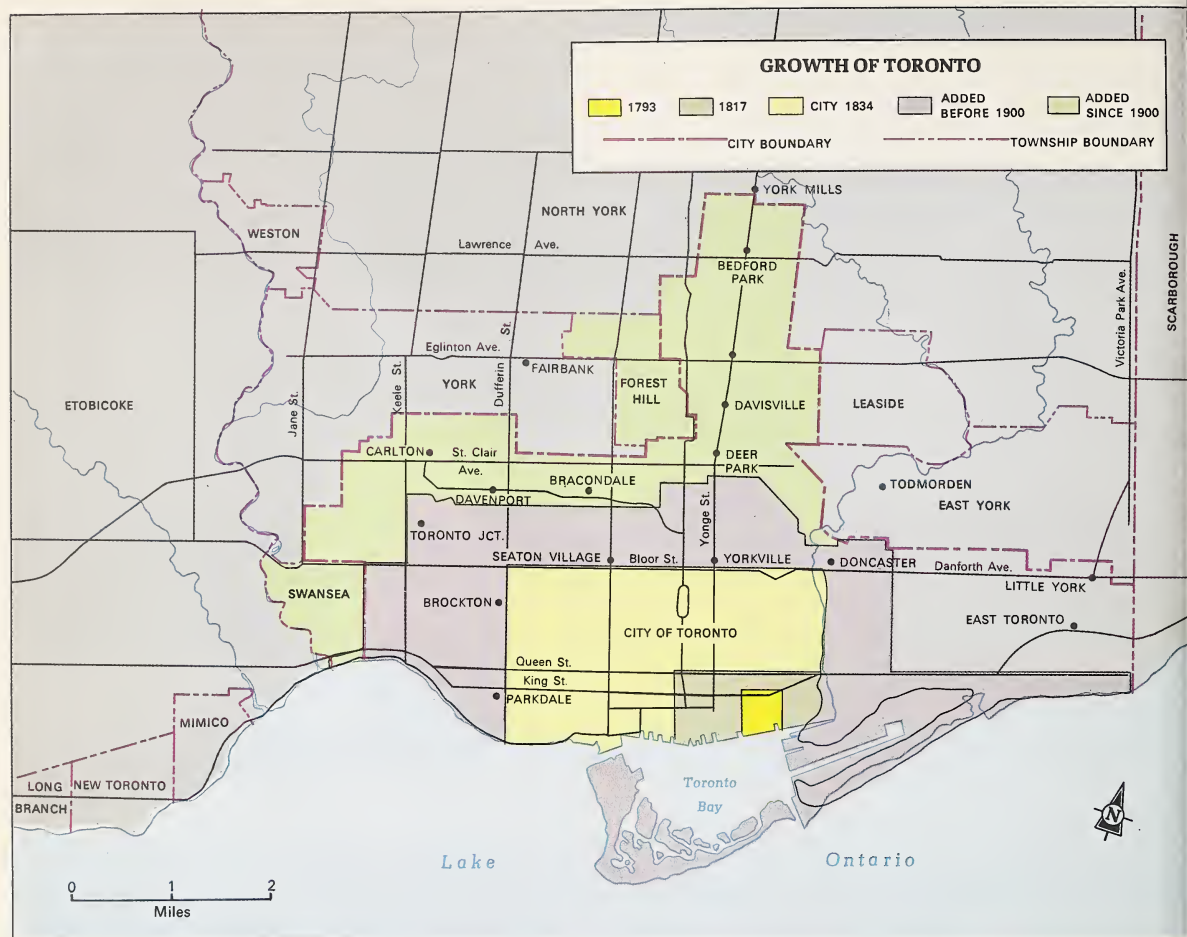 GROWTH OF TORONTO
1793
1817
CITY 1834
ADDED
BEFORE 1900
ADDED
SINCE 1900
CITY BOUNDARY
TOWNSHIP BOUNDARY
YORK MILLS
NORTH YORK
WESTON
Lawrence Ave.
BEDFORD
PARK
Victoria Park Ave.
SCARBOROUGH
Eglinton Ave.
St.
Dufferin
FAIRBANK
Keele St.
YORK
FOREST
HILL
ETOBICOKE
Jane St.
DAVISVILLE
LEASIDE
CARLTON
St. Clair
Ave.
DEER
PARK
BRACONDALE
DAVENPORT
TODMORDEN
EAST YORK
Yonge St.
TORONTO JCT.
SEATON VILLAGE
Bloor St.
YORKVILLE
DONCASTER
Danforth Ave.
LITTLE YORK
SWANSEA
BROCKTON
CITY OF TORONTO
EAST TORONTO
Queen St.
King St.
PARKDALE
MIMICO
LONG
BRANCH
NEW TORONTO
Toronto
Bay
N
Lake Ontario
0 1 2
Miles